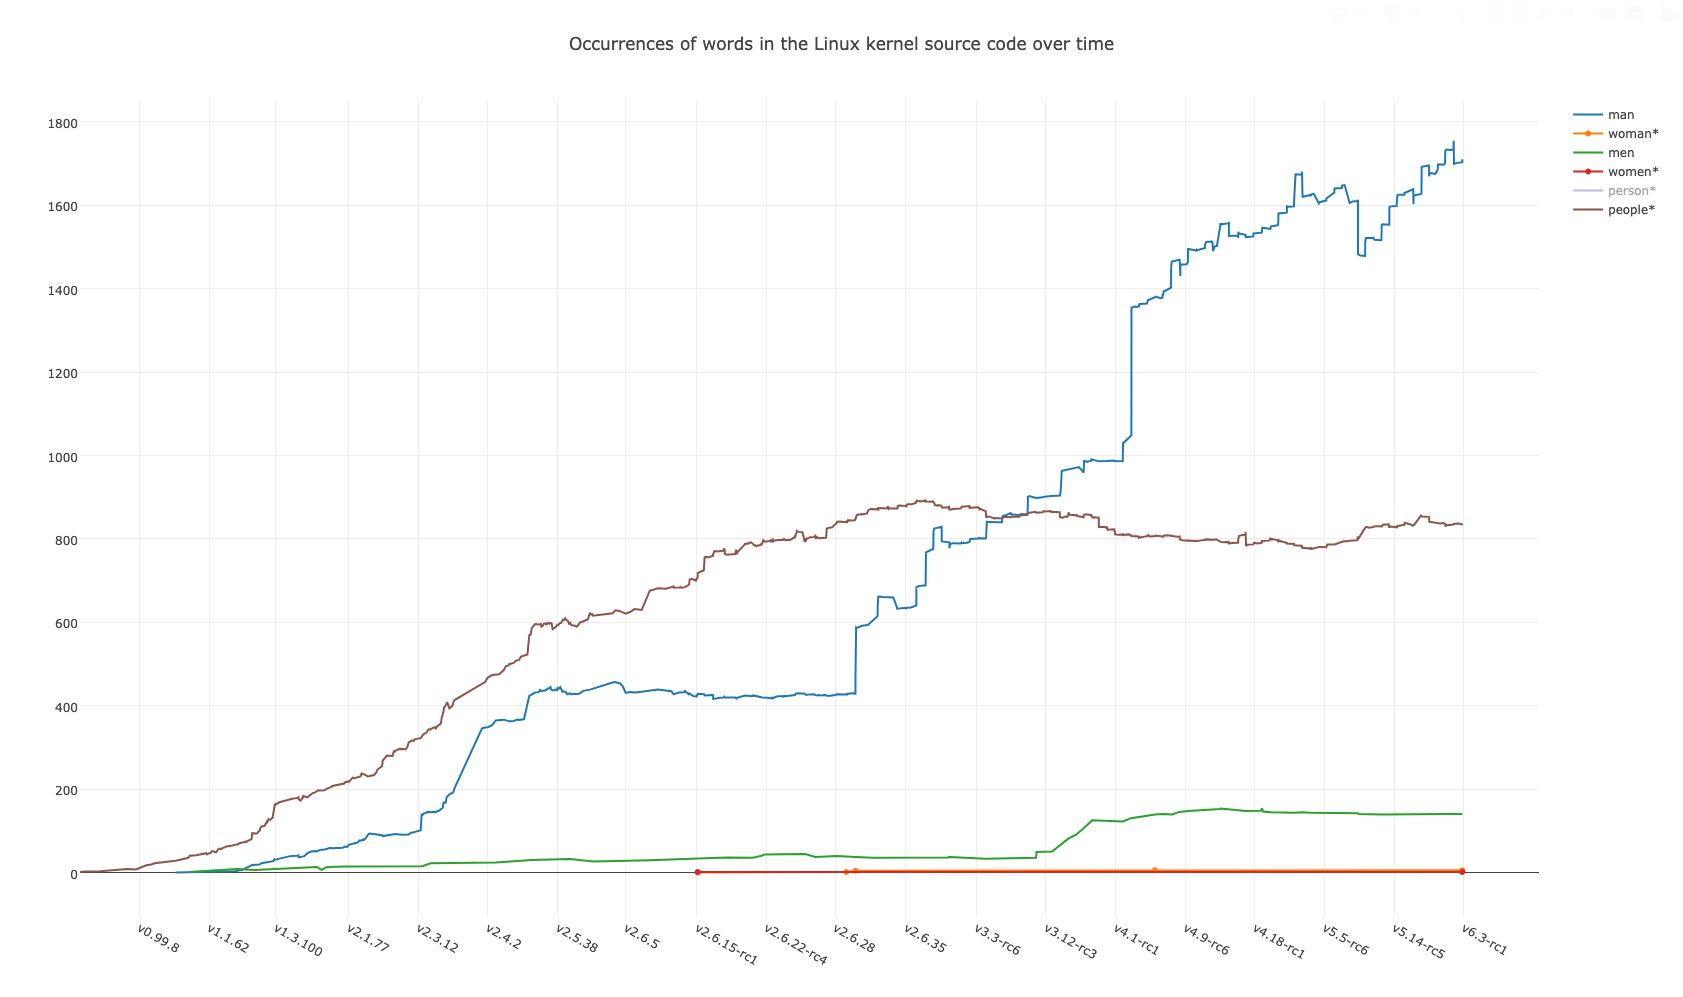 Occurrences of words in the Linux kernel source code over time
man
woman*
men
women*
person*
people*
1800
1600
1400
1200
1000
800
600
400
200
0
v0.99.8
v1.1.62
v1.3.100
v2.1.77
v2.3.12
v2.4.2
v2.5.38
v2.6.5
v2.6.15-rc1
v2.6.22-rc4
v2.6.28
v2.6.35
v3.3-rc6
v3.12-rc3
v4.1-rc1
v4.9-rc6
v4.18-rc1
v5.5-rc6
v5.14-rc5
v6.3-rc1